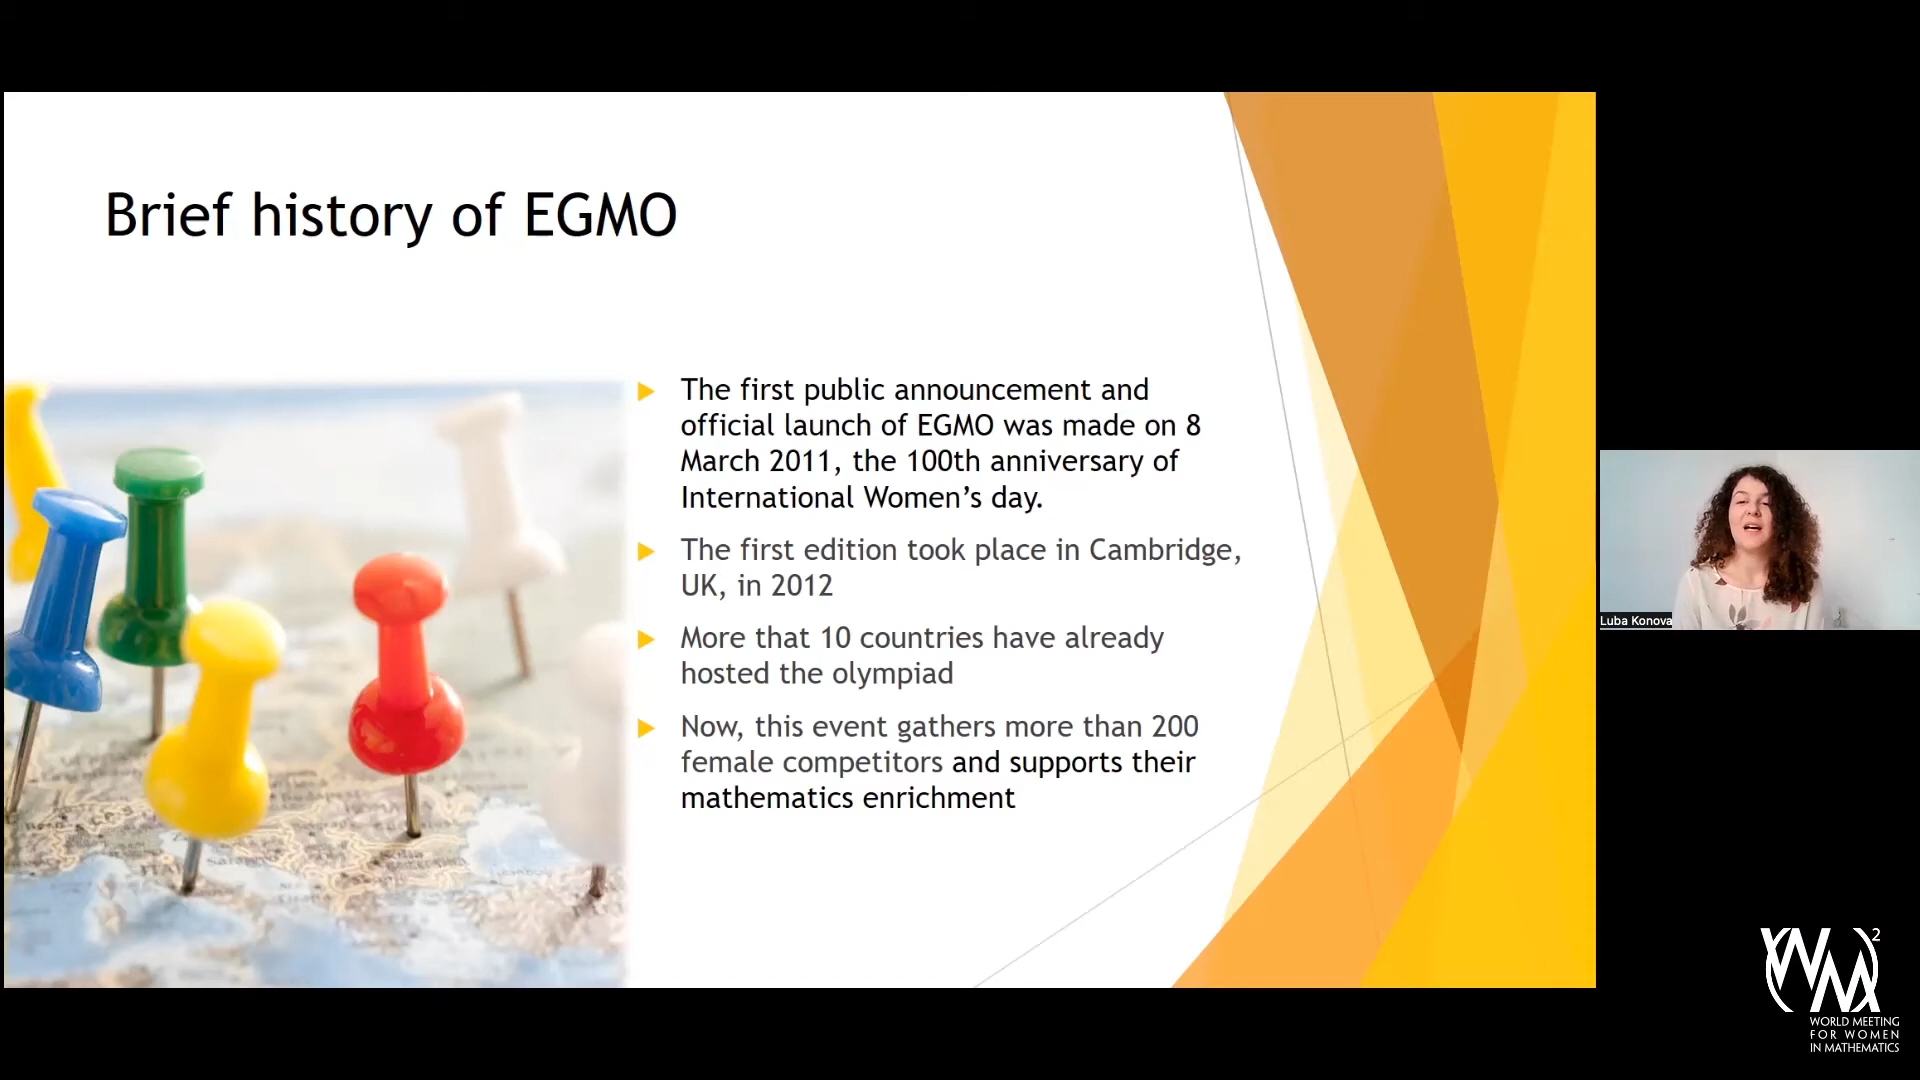 Brief history of EGMO
The first public announcement and
official launch of EGMO was made on 8
March 2011, the 100th anniversary of
International Women’s day.
The first edition took place in Cambridge,
UK, in 2012
More that 10 countries have already
hosted the olympiad
Now, this event gathers more than 200
female competitors and supports their
mathematics enrichment
Luba Konova
WM 2
WORLD MEETING
FOR WOMEN
IN MATHEMATICS